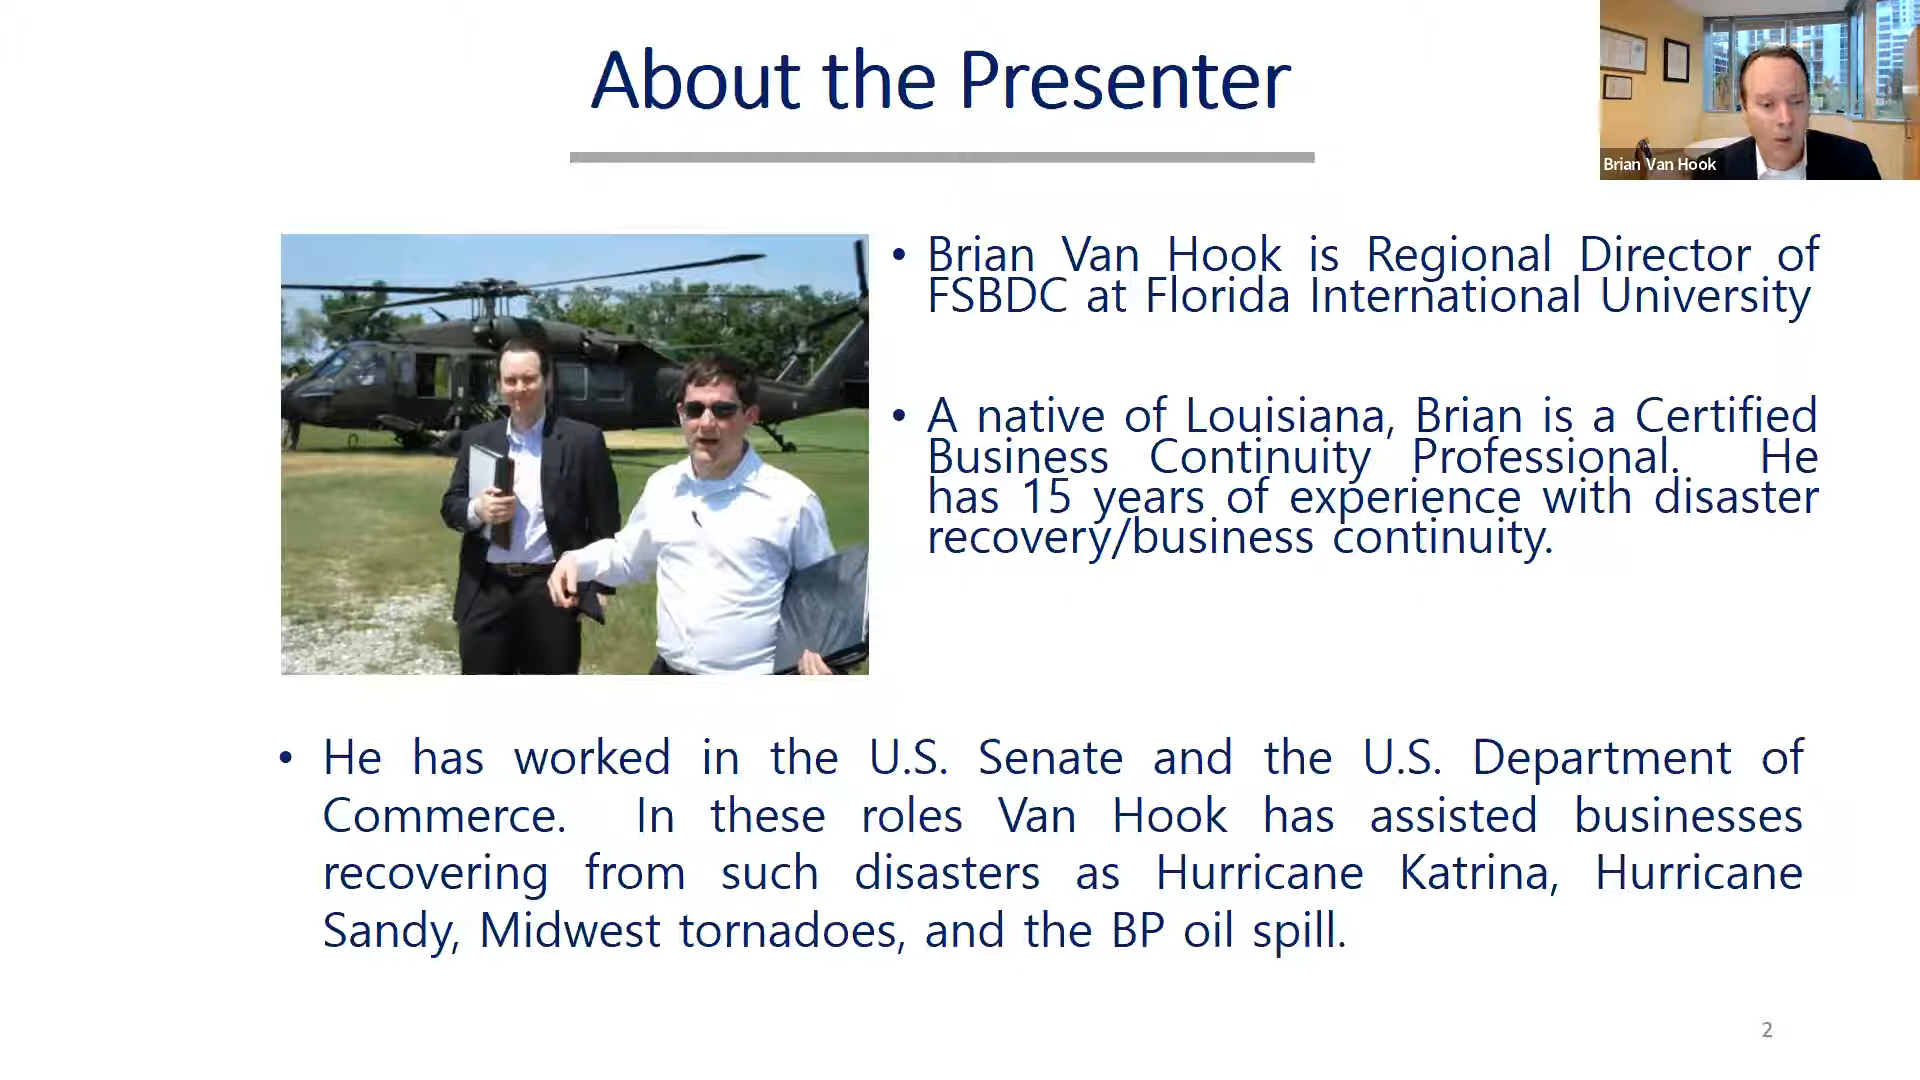 About the Presenter
Brian Van Hook
• Brian Van Hook is Regional Director of
FSBDC at Florida International University
• A native of Louisiana, Brian is a Certified
Business Continuity Professional. He
has 15 years of experience with disaster
recovery/business continuity.
• He has worked in the U.S. Senate and the U.S. Department of
Commerce. In these roles Van Hook has assisted businesses
recovering from such disasters as Hurricane Katrina, Hurricane
Sandy, Midwest tornadoes, and the BP oil spill.
2